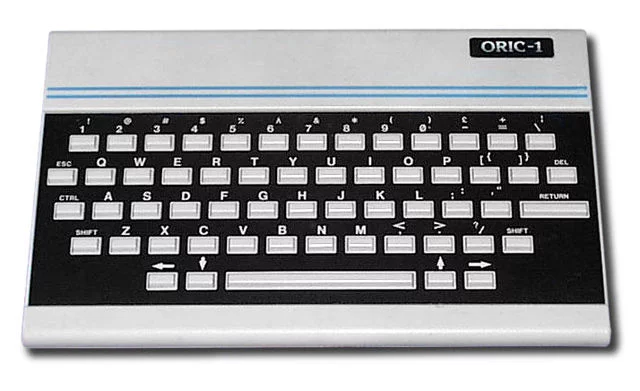 ORIC-1
! @ # $ % ^ & * ( ) £ + ¦
1 2 3 4 5 6 7 8 9 0 - = \
ESC Q W E R T Y U I O P [{ ]} DEL
CTRL A S D F G H J K L ;: '" RETURN
SHIFT Z X C V B N M <, >. ?/ SHIFT
← ↓ ↑ →